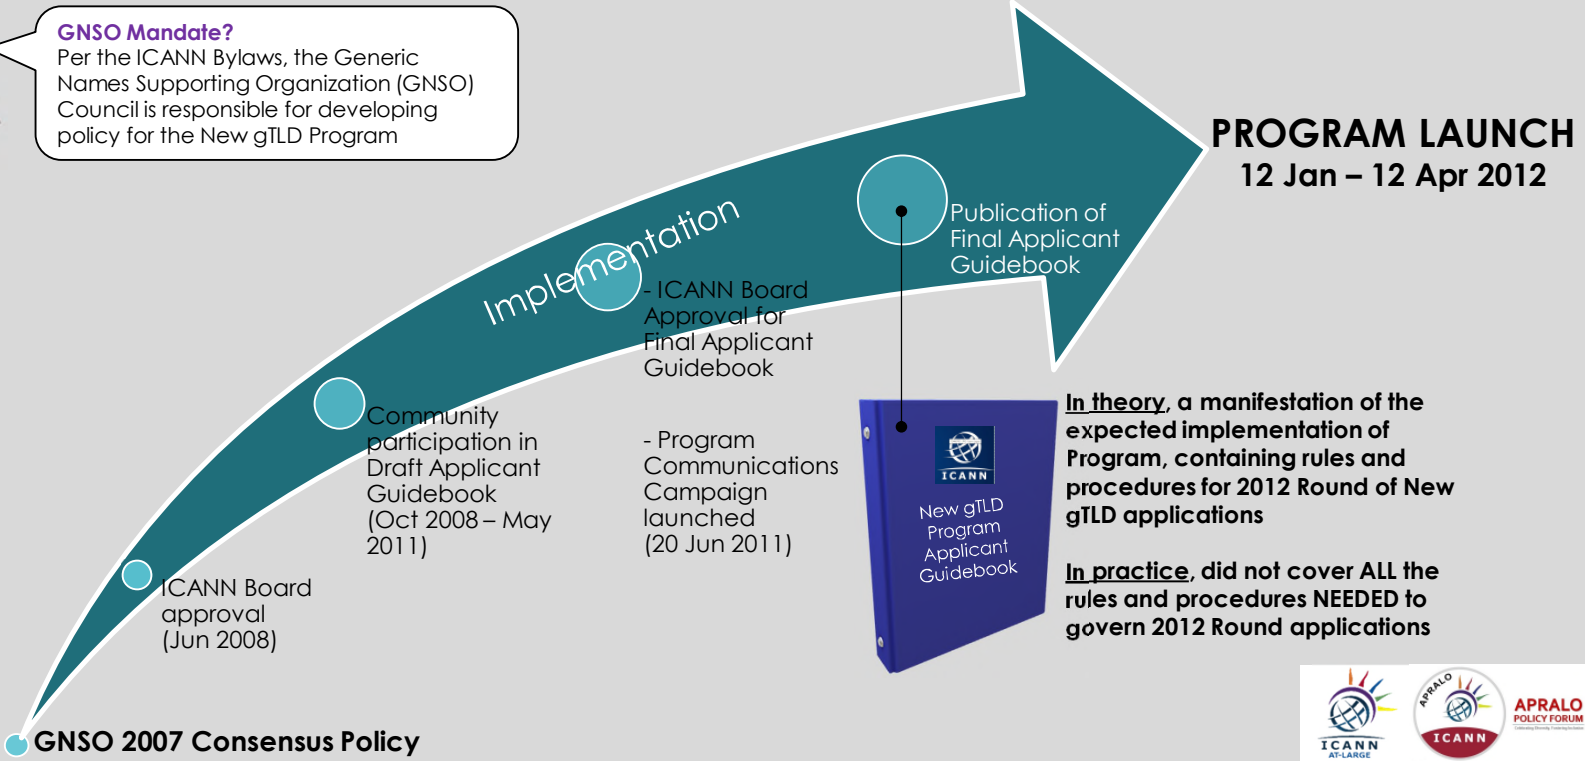 GNSO Mandate?
Per the ICANN Bylaws, the Generic
Names Supporting Organization (GNSO)
Council is responsible for developing
policy for the New gTLD Program
PROGRAM LAUNCH
12 Jan – 12 Apr 2012
Implementation
Publication of
Final Applicant
Guidebook
- ICANN Board
Approval for
Final Applicant
Guidebook
- Program
Communications
Campaign
launched
(20 Jun 2011)
Community
participation in
Draft Applicant
Guidebook
(Oct 2008 – May
2011)
ICANN Board
approval
(Jun 2008)
GNSO 2007 Consensus Policy
ICANN
New gTLD
Program
Applicant
Guidebook
In theory, a manifestation of the
expected implementation of
Program, containing rules and
procedures for 2012 Round of New
gTLD applications
In practice, did not cover ALL the
rules and procedures NEEDED to
govern 2012 Round applications
ICANN
AT-LARGE
APRALO
ICANN
APRALO
POLICY FORUM